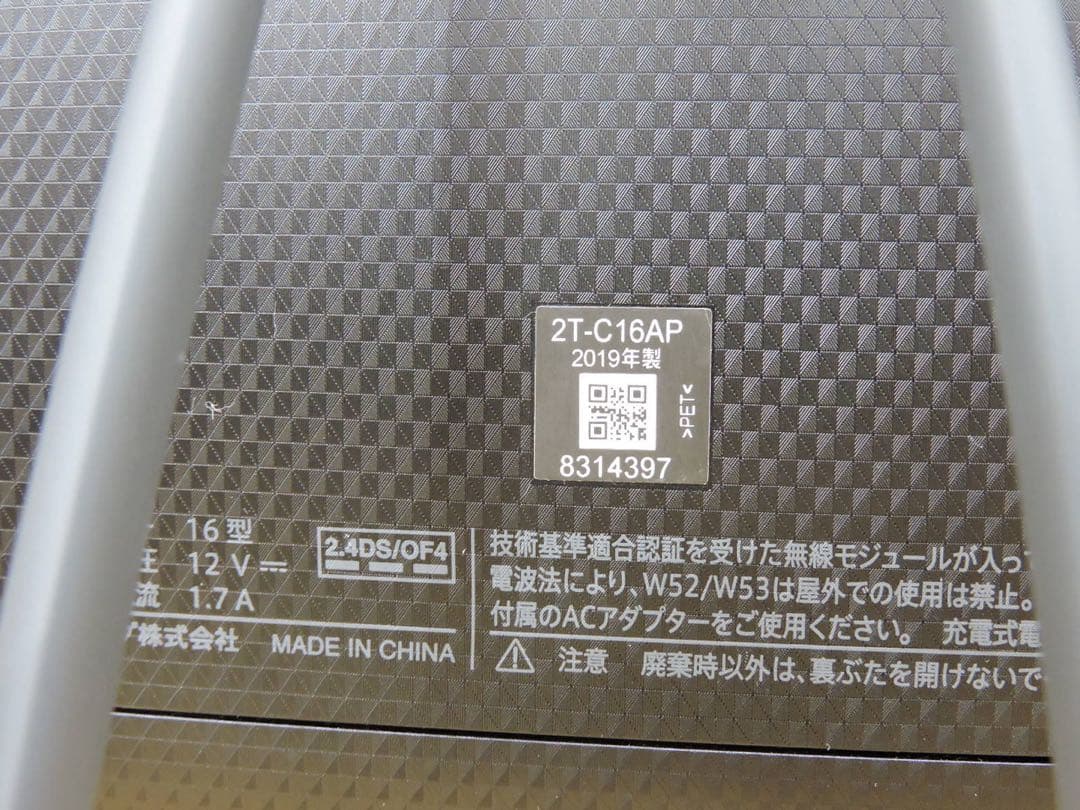 2T-C16AP
2019年製
>PET<
8314397
16型
12V⎓
流 1.7A
株式会社 MADE IN CHINA
2.4DS/OF4
技術基準適合認証を受けた無線モジュールが入っ
電波法により、W52/W53は屋外での使用は禁止。
付属のACアダプターをご使用ください。 充電式電
注意 廃棄時以外は、裏ぶたを開けないで